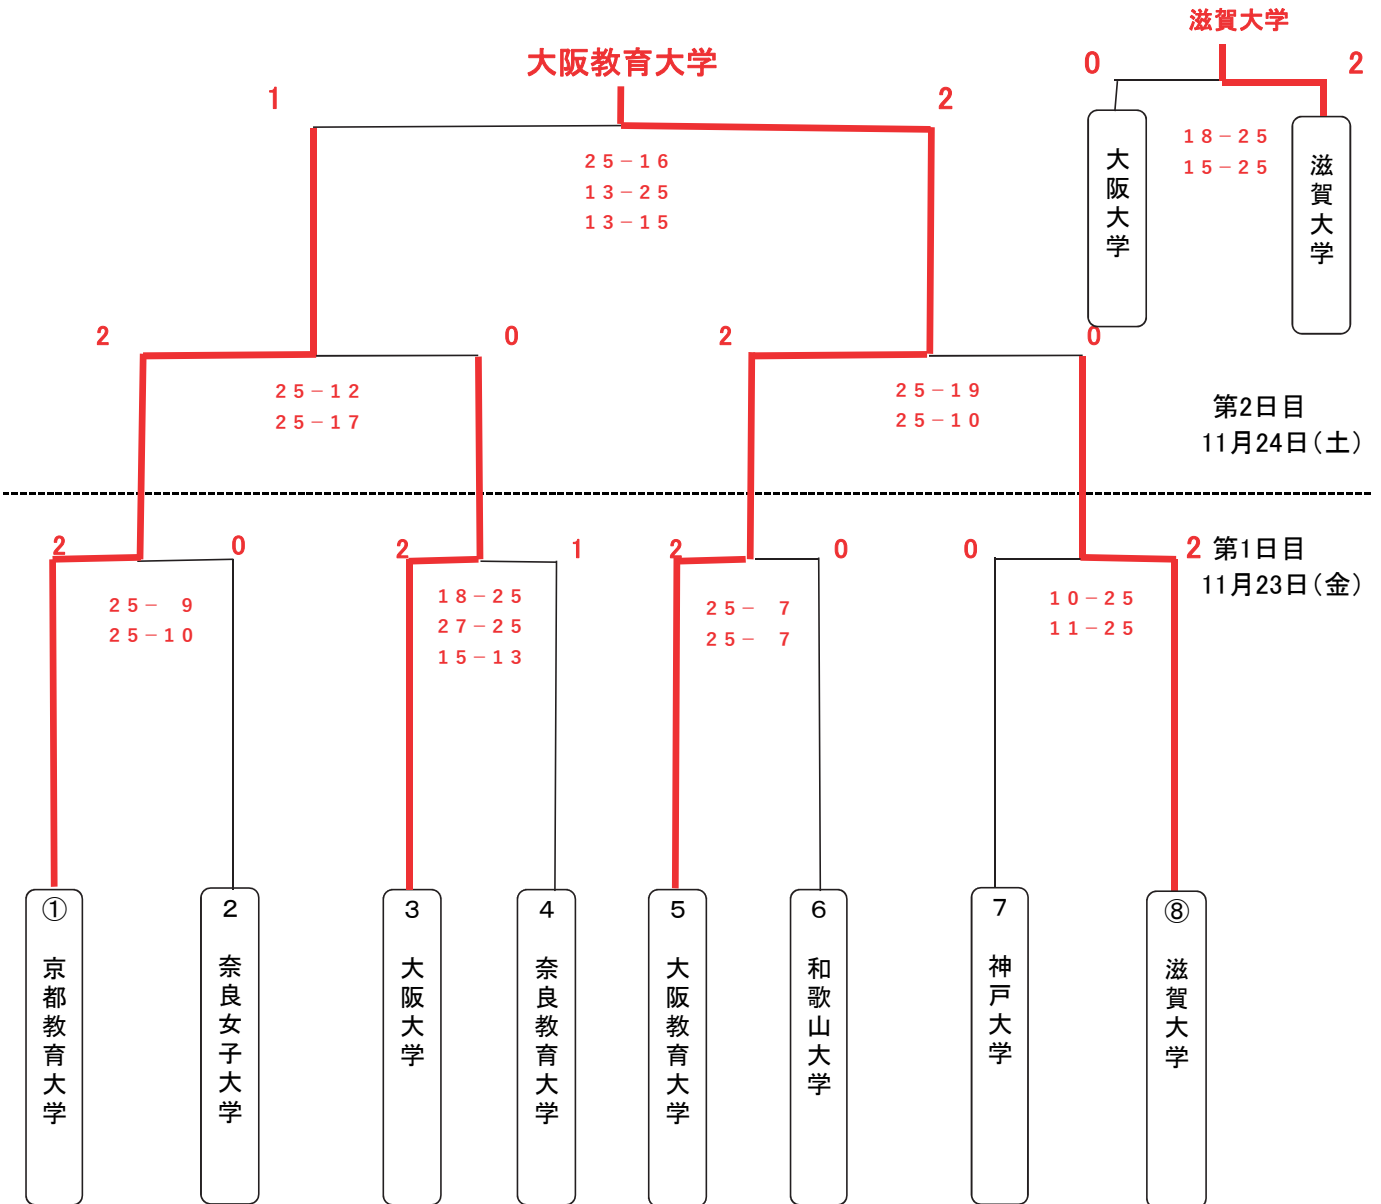 滋賀大学
大阪教育大学
0
2
1
2
18−25
15−25
大阪大学
滋賀大学
25−16
13−25
13−15
2
0
2
0
25−12
25−17
25−19
25−10
第2日目
11月24日(土)
2
0
2
1
2
0
0
2
第1日目
11月23日(金)
25− 9
25−10
18−25
27−25
15−13
25− 7
25− 7
10−25
11−25
① 京都教育大学
2 奈良女子大学
3 大阪大学
4 奈良教育大学
5 大阪教育大学
6 和歌山大学
7 神戸大学
⑧ 滋賀大学